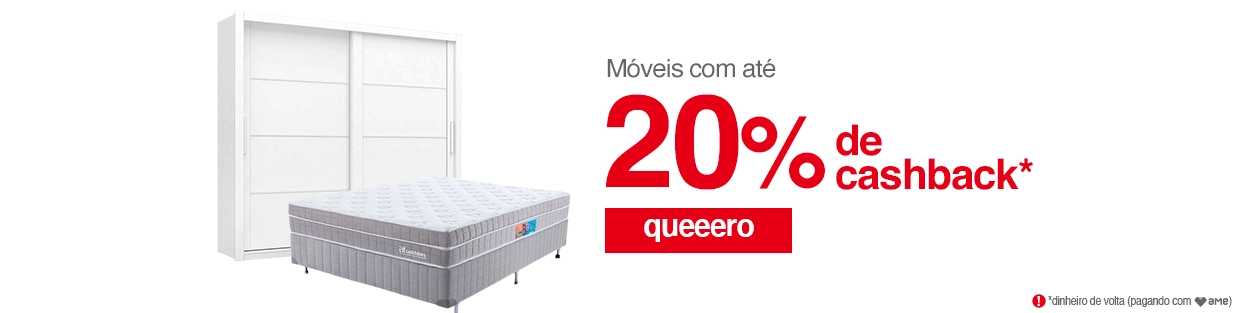 Móveis com até
20% de
cashback*
queeero
*dinheiro de volta (pagando com ame)